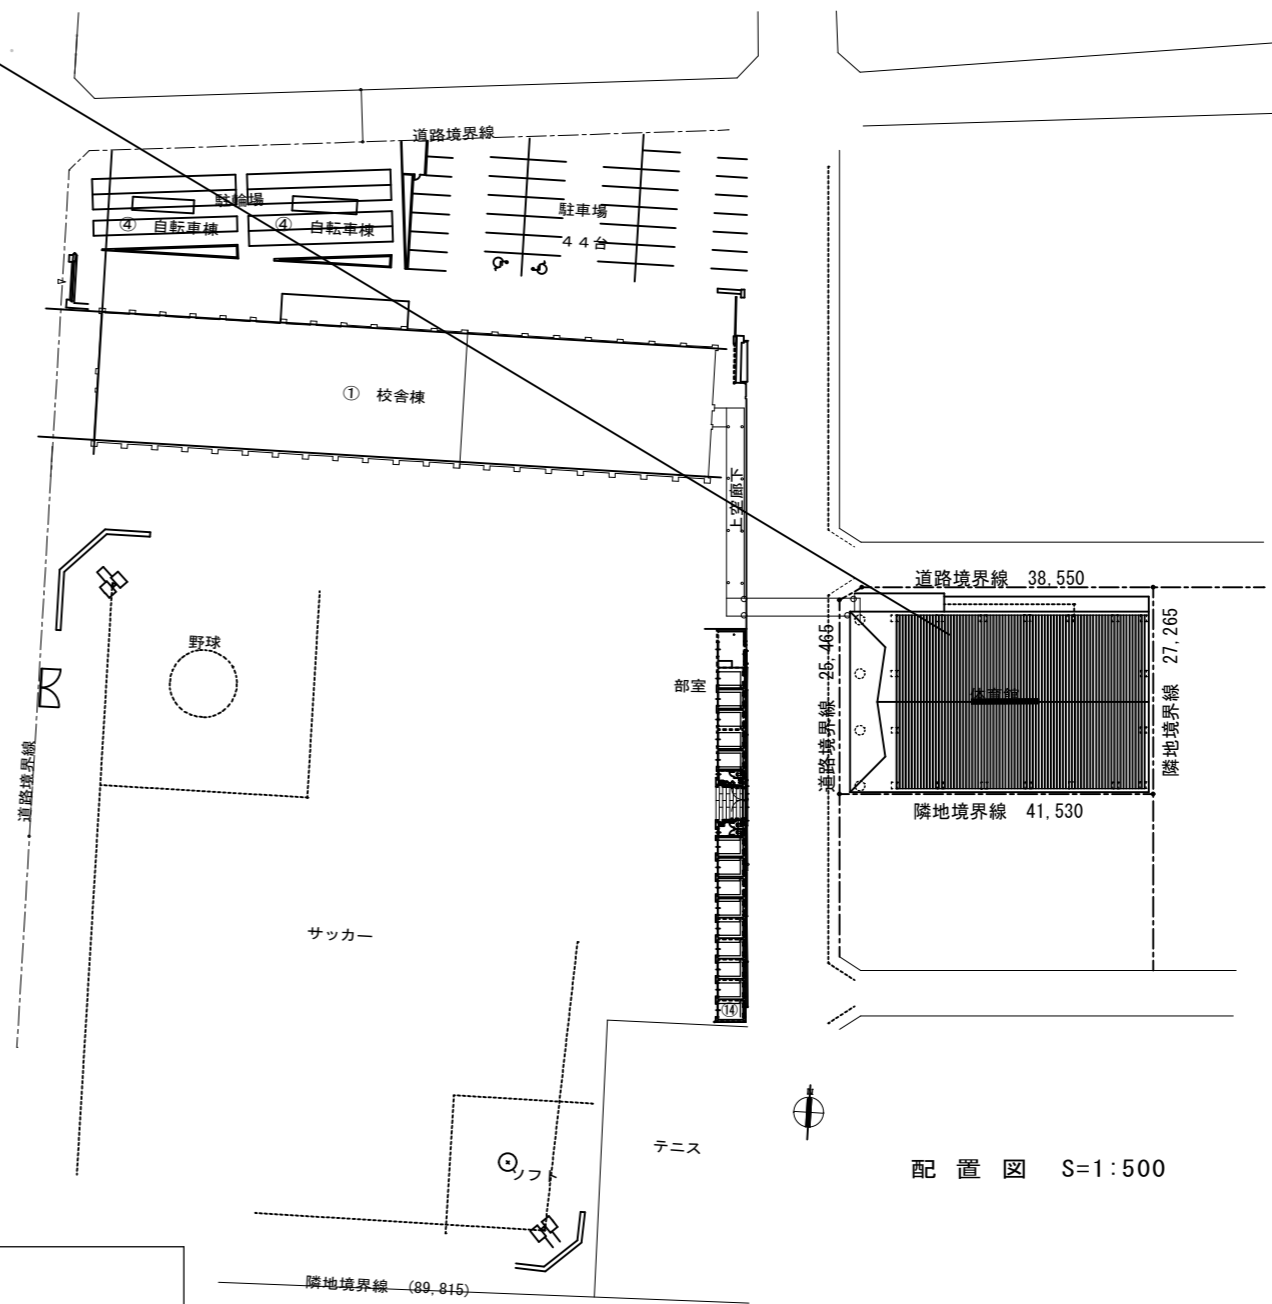 道路境界線
駐輪場
④ 自転車棟
④ 自転車棟
駐車場
44台
① 校舎棟
上空廊下
道路境界線 38,550
道路境界線 25,465
体育館
隣地境界線 27,265
隣地境界線 41,530
野球
部室
道路境界線
サッカー
⑭
N
テニス
ソフト
配置図 S=1:500
隣地境界線 (89,815)